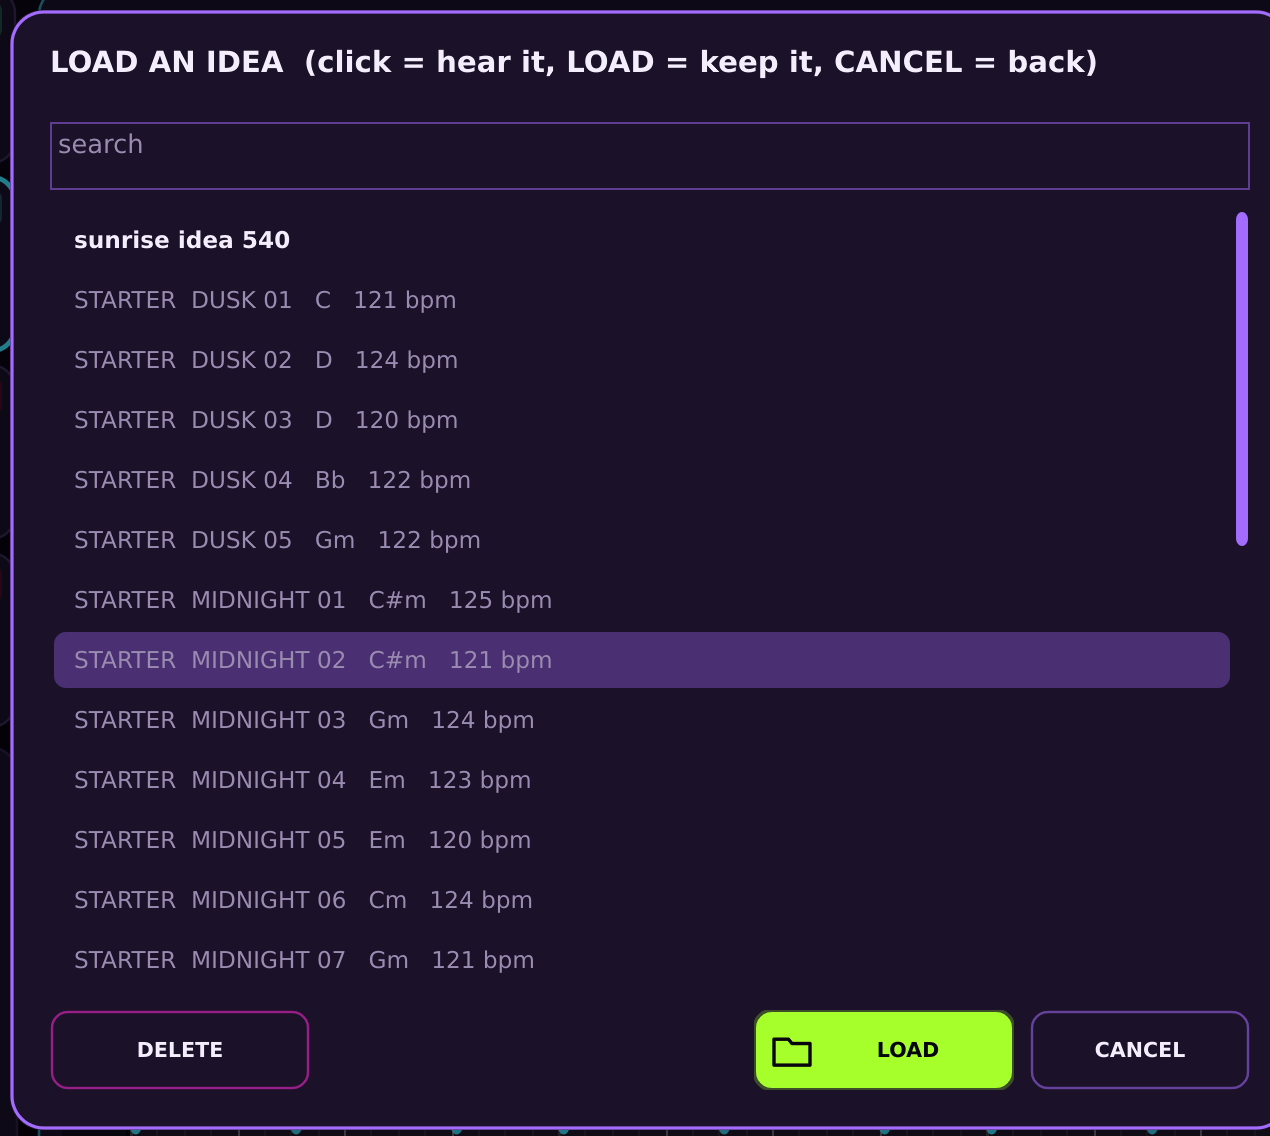 LOAD AN IDEA  (click = hear it, LOAD = keep it, CANCEL = back)
search
sunrise idea 540
STARTER  DUSK 01   C   121 bpm
STARTER  DUSK 02   D   124 bpm
STARTER  DUSK 03   D   120 bpm
STARTER  DUSK 04   Bb   122 bpm
STARTER  DUSK 05   Gm   122 bpm
STARTER  MIDNIGHT 01   C#m   125 bpm
STARTER  MIDNIGHT 02   C#m   121 bpm
STARTER  MIDNIGHT 03   Gm   124 bpm
STARTER  MIDNIGHT 04   Em   123 bpm
STARTER  MIDNIGHT 05   Em   120 bpm
STARTER  MIDNIGHT 06   Cm   124 bpm
STARTER  MIDNIGHT 07   Gm   121 bpm
DELETE
LOAD
CANCEL